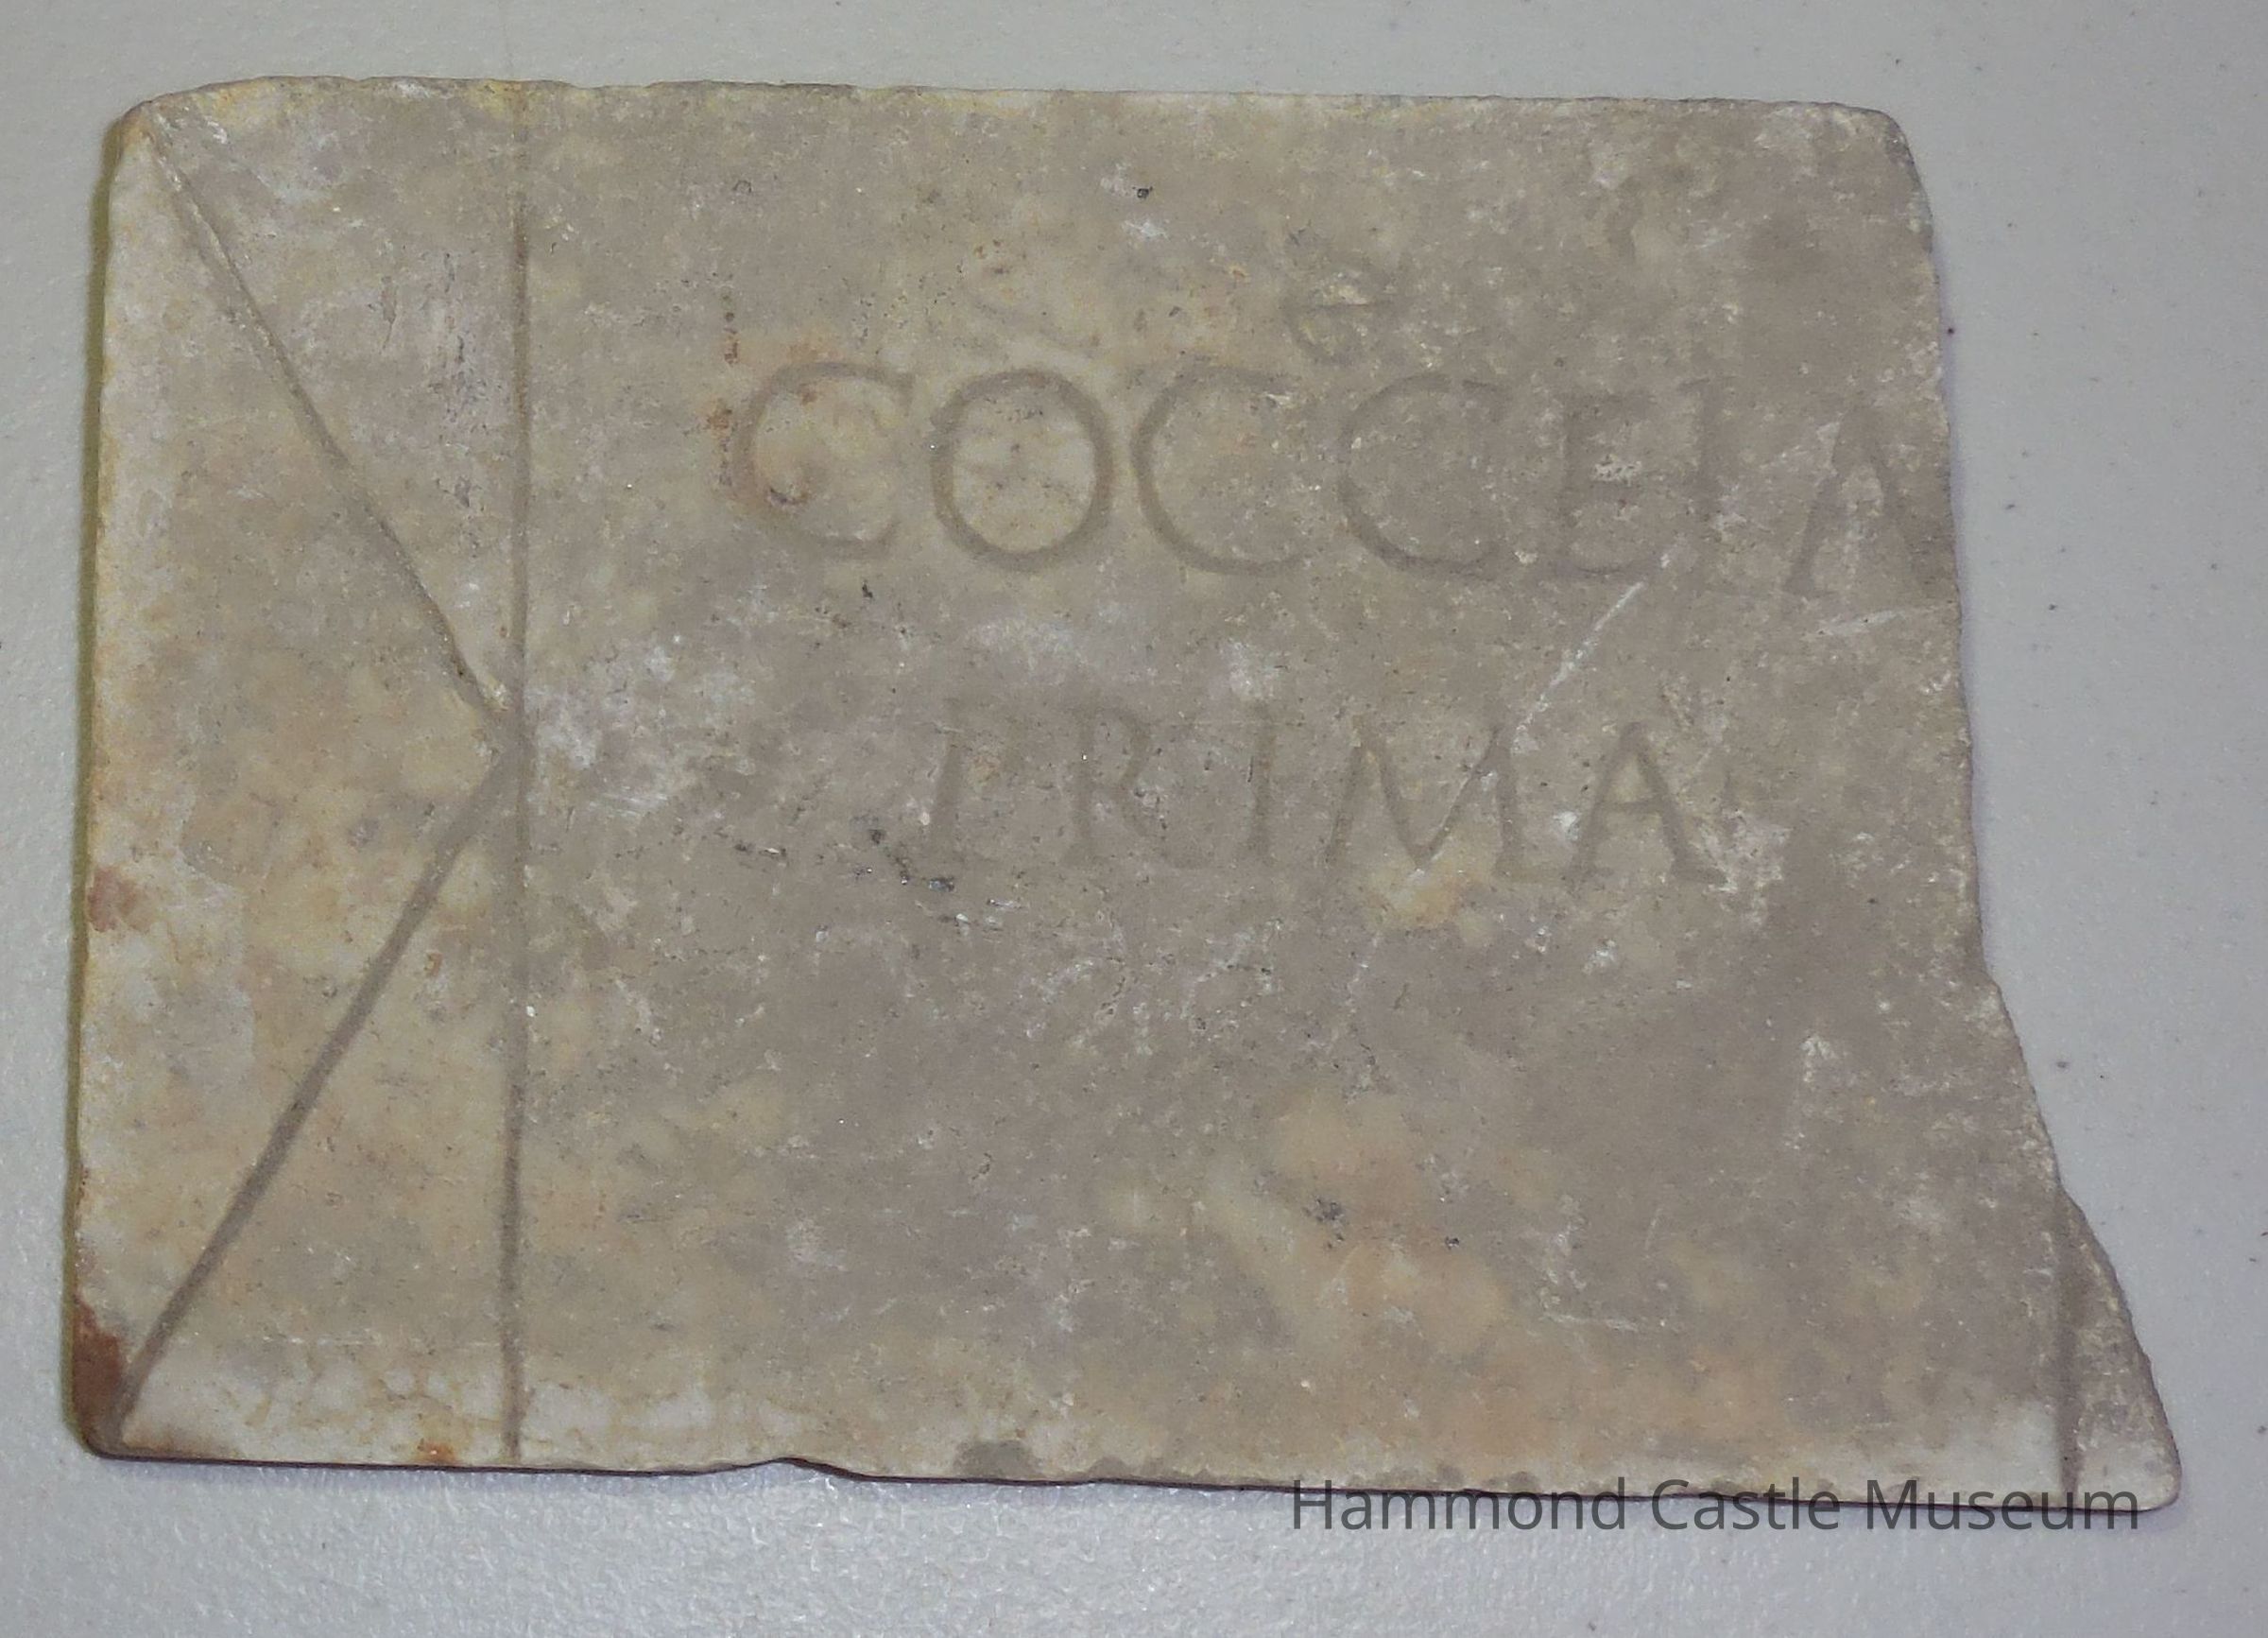 COCCEIA
PRIMA
Hammond Castle Museum